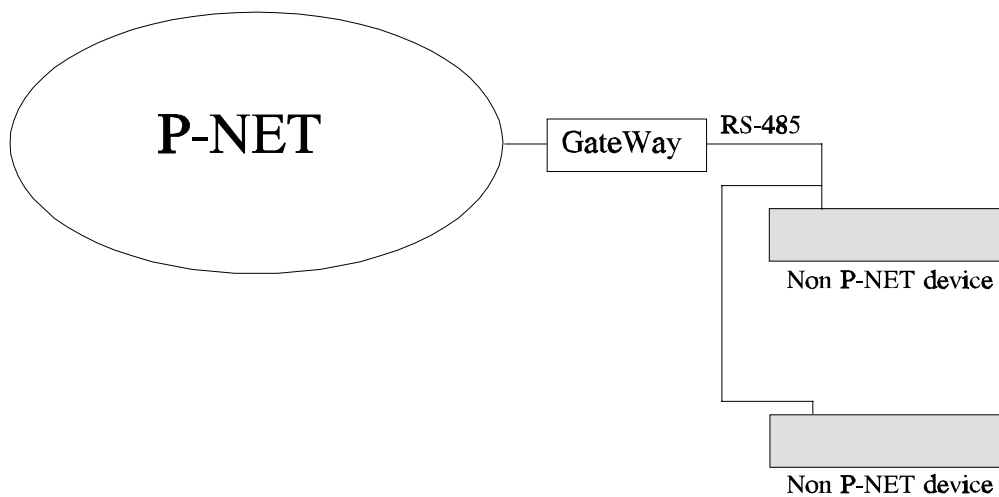 P-NET
GateWay
RS-485
Non P-NET device
Non P-NET device